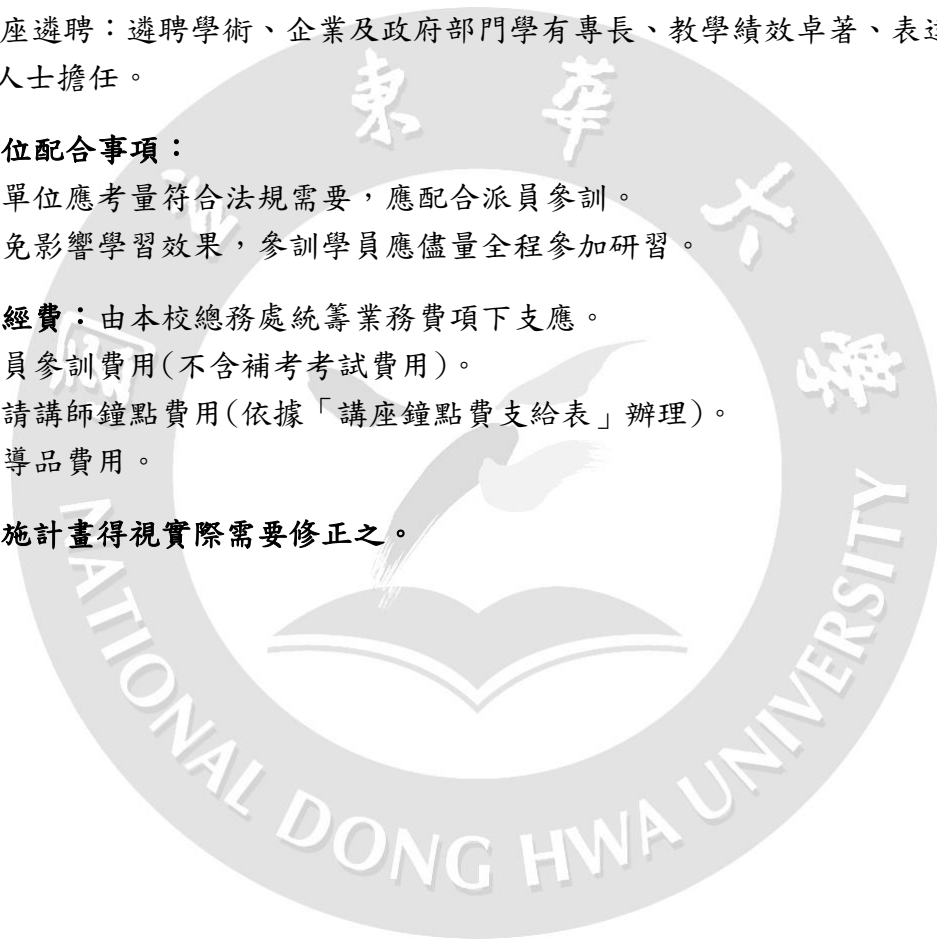 座遴聘：遴聘學術、企業及政府部門學有專長、教學績效卓著、表达
人士擔任。
位配合事項：
單位應考量符合法規需要，應配合派員參訓。
免影響學習效果，參訓學員應儘量全程參加研習。
經費：由本校總務處統籌業務費項下支應。
員參訓費用(不含補考考試費用)。
請講師鐘點費用(依據「講座鐘點費支給表」辦理)。
導品費用。
施計畫得視實際需要修正之。
國立東華大學
NATIONAL DONG HWA UNIVERSITY